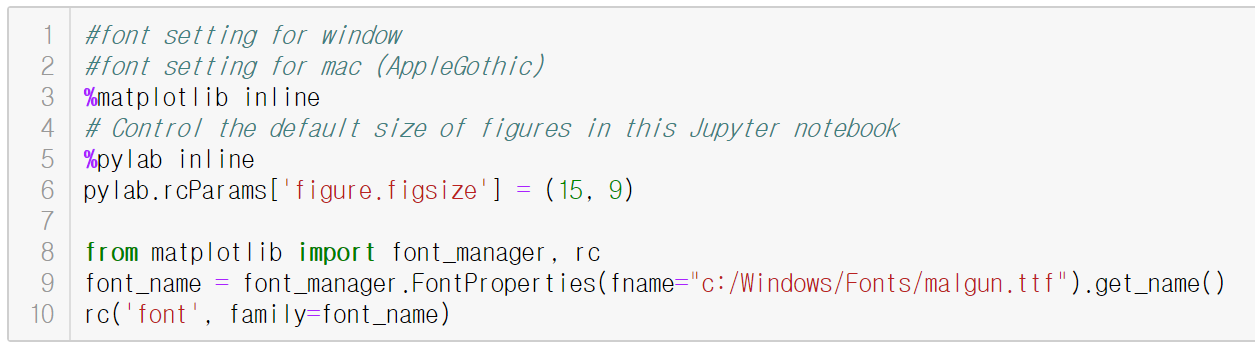 1 #font setting for window
2 #font setting for mac (AppleGothic)
3 %matplotlib inline
4 # Control the default size of figures in this Jupyter notebook
5 %pylab inline
6 pylab.rcParams['figure.figsize'] = (15, 9)
7
8 from matplotlib import font_manager, rc
9 font_name = font_manager.FontProperties(fname="c:/Windows/Fonts/malgun.ttf").get_name()
10 rc('font', family=font_name)